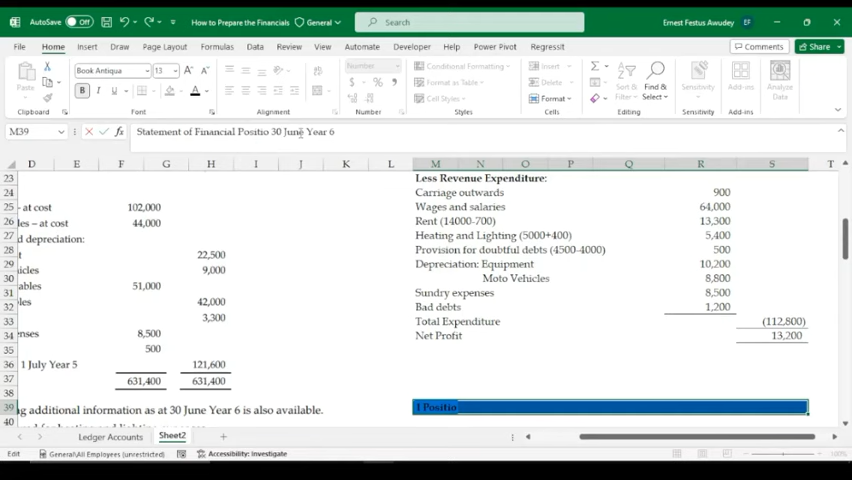 AutoSave Off How to Prepare the Financials General Search Ernest Festus Awudey EF
File Home Insert Draw Page Layout Formulas Data Review View Automate Developer Help Power Pivot Regressit Comments Share
Paste Book Antiqua 13 A A Number Conditional Formatting Insert Sort & Find & Sensitivity Analyze
B I U $ % , Format as Table Delete Filter Select Data
Cell Styles Format
Clipboard Font Alignment Number Styles Cells Editing Sensitivity Analysis
M39 fx Statement of Financial Positio 30 June Year 6
D E F G H I J K L M N O P Q R S T
23 Less Revenue Expenditure:
24 Carriage outwards 900
25 – at cost 102,000 Wages and salaries 64,000
26 les – at cost 44,000 Rent (14000-700) 13,300
27 d depreciation: Heating and Lighting (5000+400) 5,400
28 t 22,500 Provision for doubtful debts (4500-4000) 500
29 icles 9,000 Depreciation: Equipment 10,200
30 ables 51,000 Moto Vehicles 8,800
31 les 42,000 Sundry expenses 8,500
32 3,300 Bad debts 1,200
33 Total Expenditure (112,800)
34 enses 8,500 Net Profit 13,200
35 500
36 1 July Year 5 121,600
37 631,400 631,400
38
39 ng additional information as at 30 June Year 6 is also available. l Positio
40
Ledger Accounts Sheet2 +
Edit General\All Employees (unrestricted) Accessibility: Investigate 100%